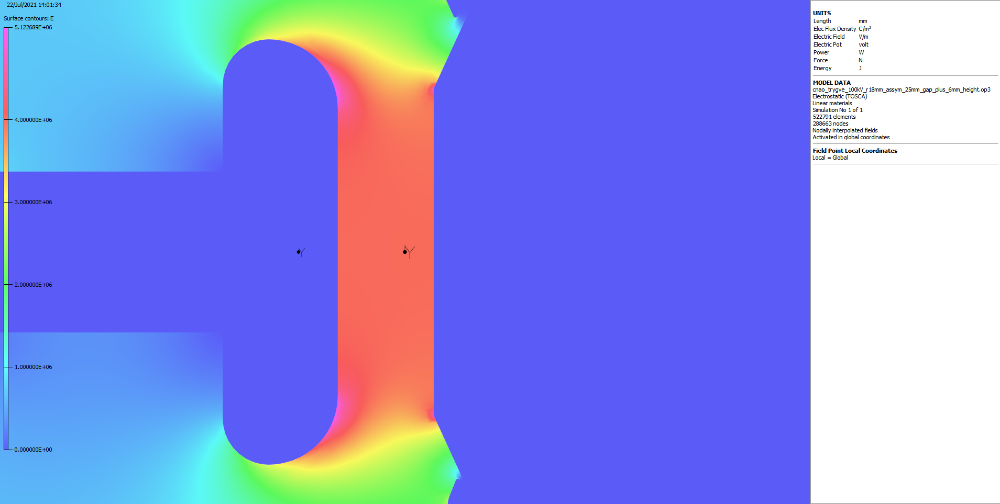 22/Jul/2021 14:01:34
Surface contours: E
5.122689E+06
4.000000E+06
3.000000E+06
2.000000E+06
1.000000E+06
0.000000E+00
Y
Y
UNITS
Length mm
Elec Flux Density C/m²
Electric Field V/m
Electric Pot volt
Power W
Force N
Energy J
MODEL DATA
cnao_trygve_100kV_r18mm_assym_25mm_gap_plus_6mm_height.op3
Electrostatic (TOSCA)
Linear materials
Simulation No 1 of 1
522791 elements
288663 nodes
Nodally interpolated fields
Activated in global coordinates
Field Point Local Coordinates
Local = Global